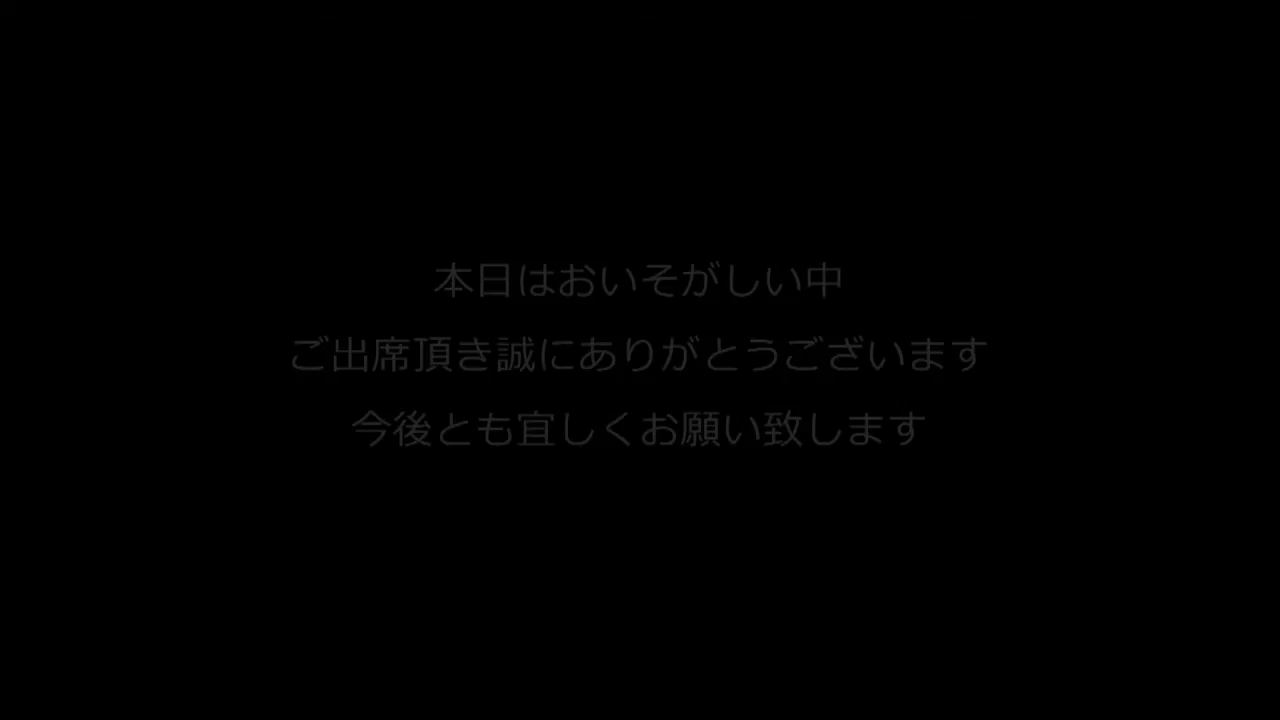 本日はおいそがしい中
ご出席頂き誠にありがとうございます
今後とも宜しくお願い致します